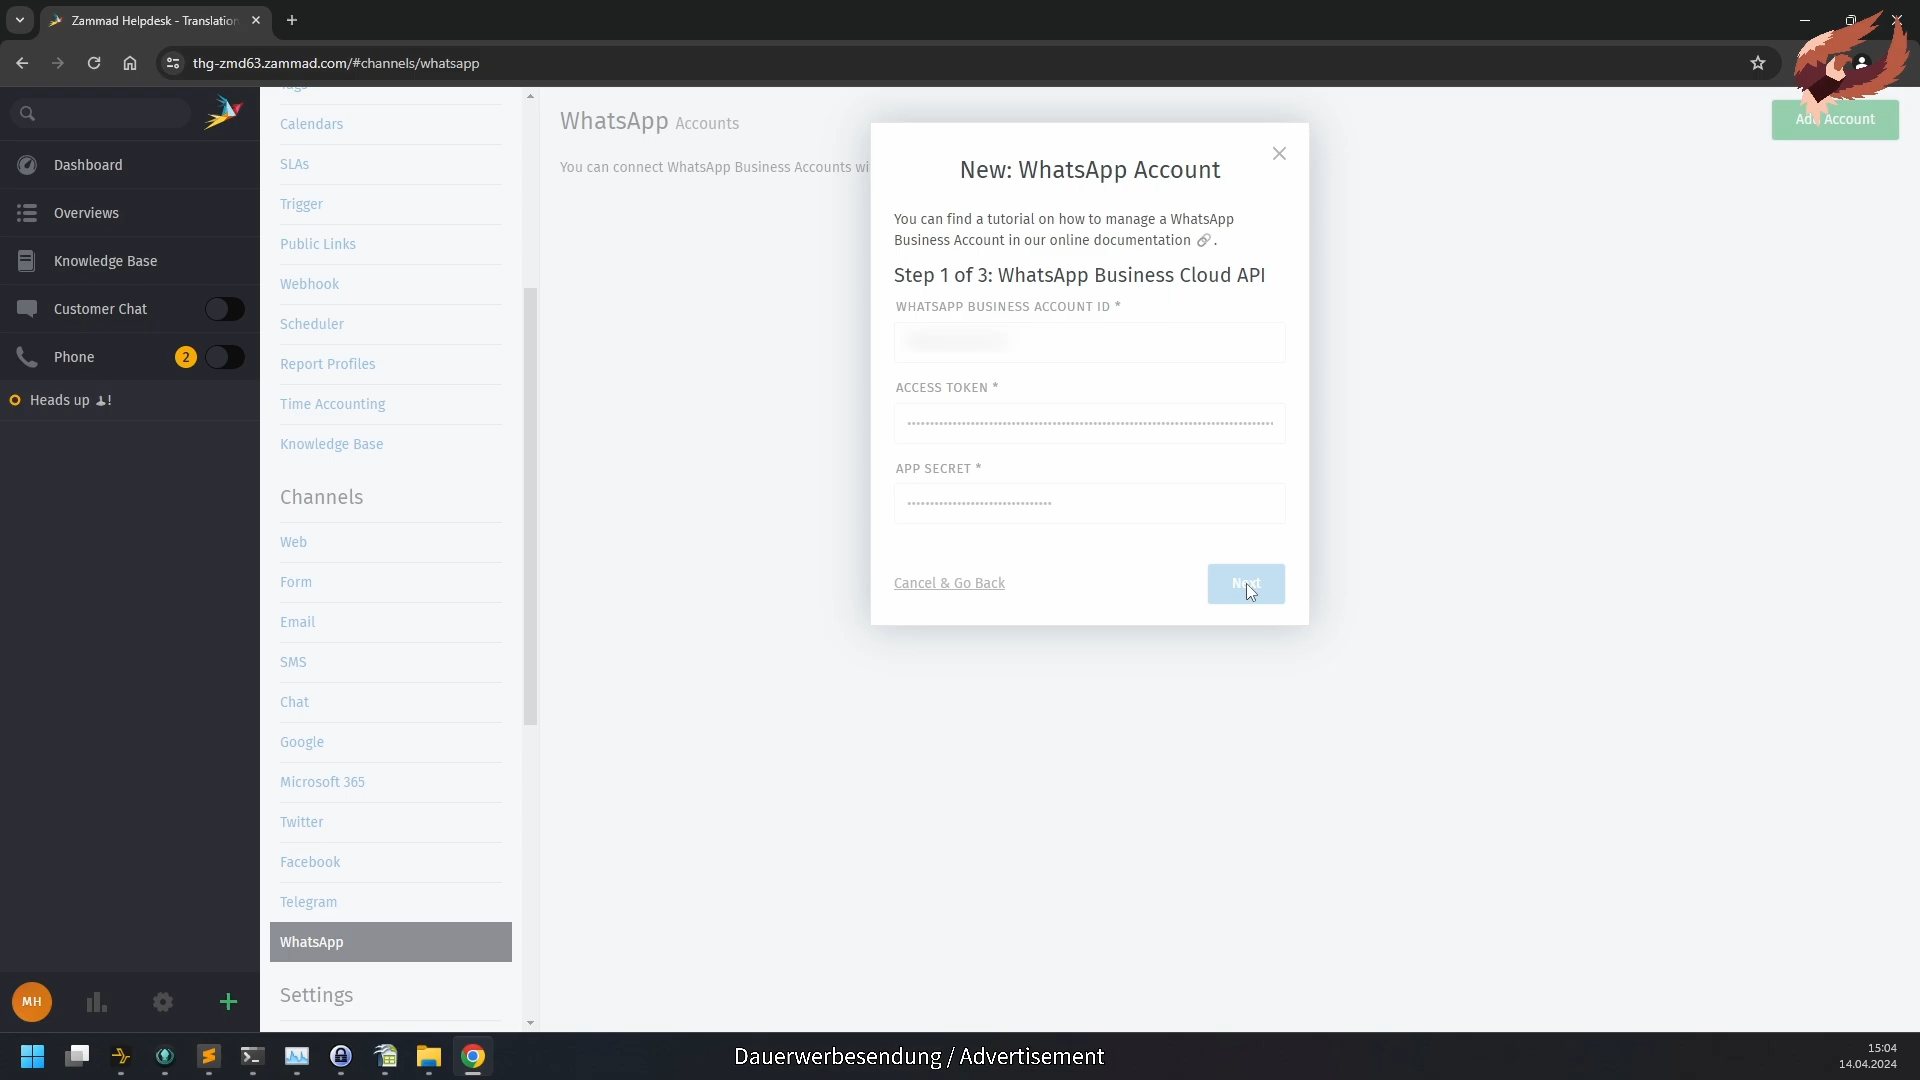 Zammad Helpdesk - Translation
thg-zmd63.zammad.com/#channels/whatsapp
Dashboard
Overviews
Knowledge Base
Customer Chat
Phone
2
Heads up !
MH
Tags
Calendars
SLAs
Trigger
Public Links
Webhook
Scheduler
Report Profiles
Time Accounting
Knowledge Base
Channels
Web
Form
Email
SMS
Chat
Google
Microsoft 365
Twitter
Facebook
Telegram
WhatsApp
Settings
WhatsApp Accounts
Add Account
You can connect WhatsApp Business Accounts
New: WhatsApp Account
You can find a tutorial on how to manage a WhatsApp
Business Account in our online documentation .
Step 1 of 3: WhatsApp Business Cloud API
WHATSAPP BUSINESS ACCOUNT ID *
ACCESS TOKEN *
APP SECRET *
Cancel & Go Back
Next
Dauerwerbesendung / Advertisement
15:04
14.04.2024